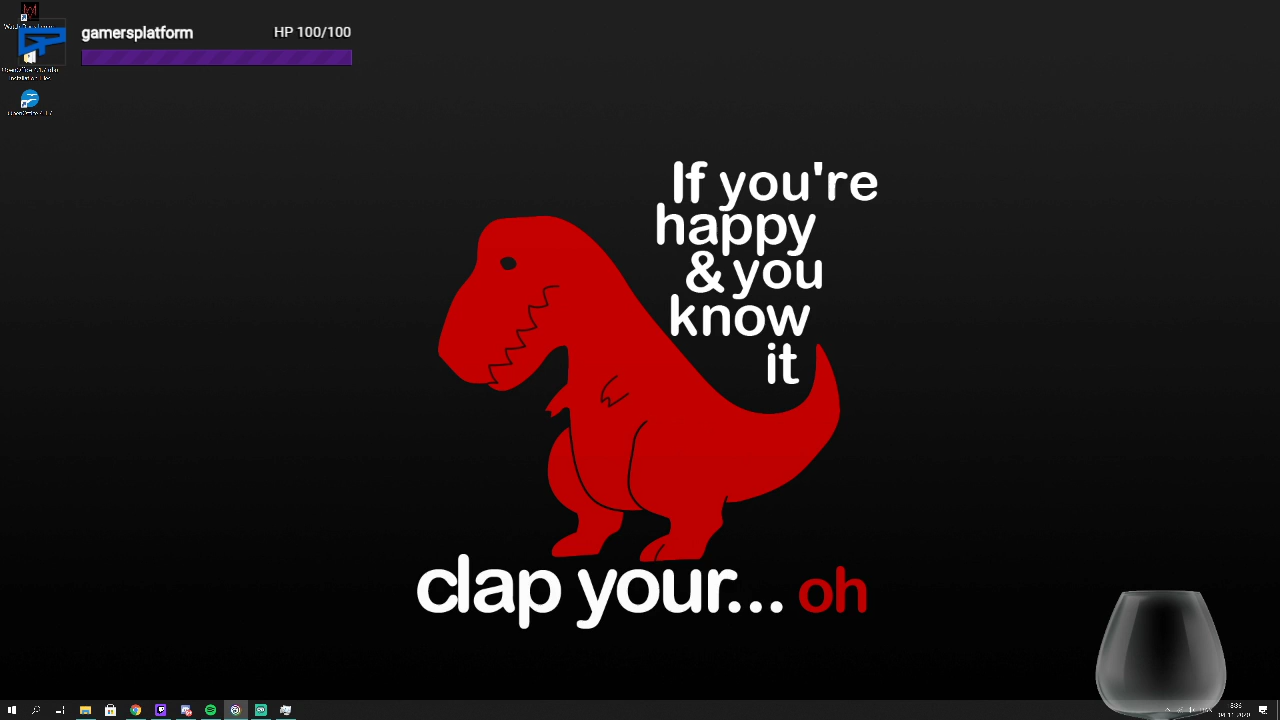 gamersplatform
HP 100/100
If you're
happy
& you
know
it
clap your... oh